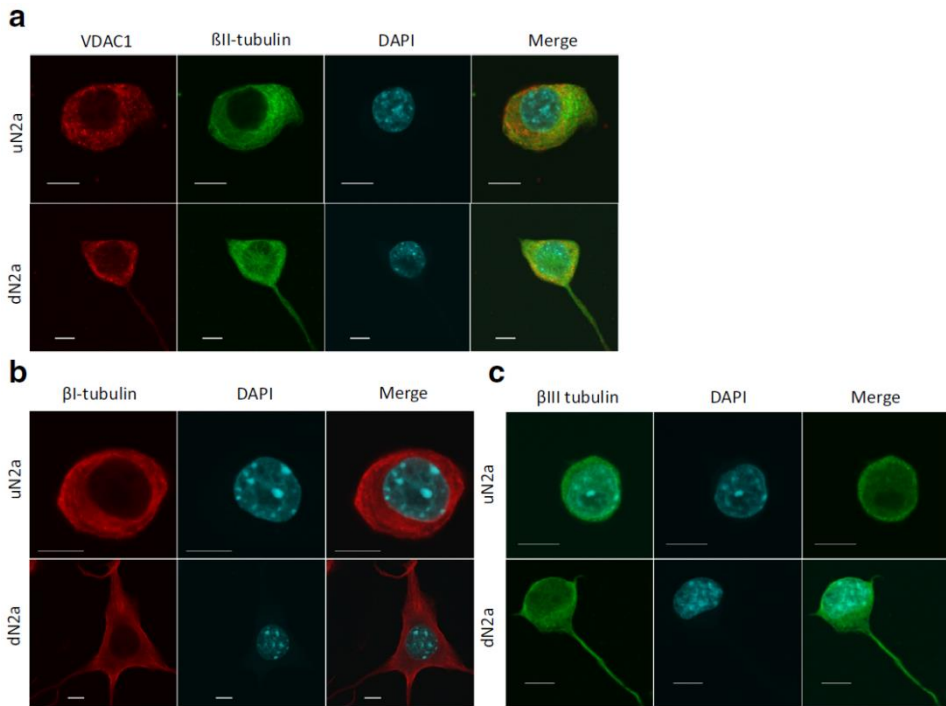 a
VDAC1 ßII-tubulin DAPI Merge
uN2a
dN2a
b
βI-tubulin DAPI Merge
uN2a
dN2a
c
βIII tubulin DAPI Merge
uN2a
dN2a